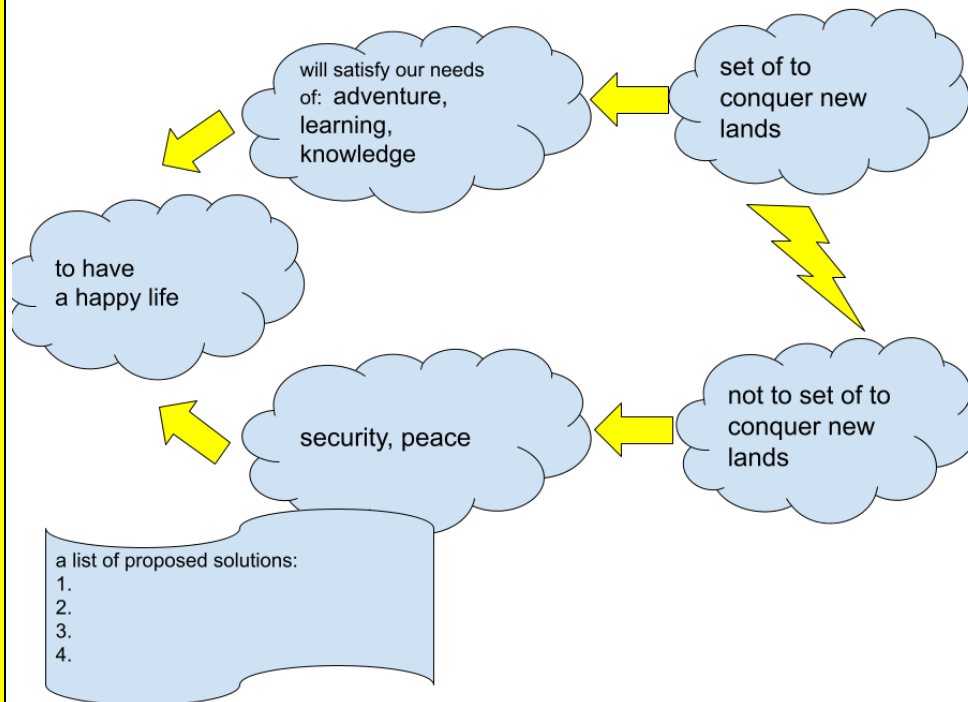 will satisfy our needs
of: adventure,
learning,
knowledge
set of to
conquer new
lands
to have
a happy life
security, peace
not to set of to
conquer new
lands
a list of proposed solutions:
1.
2.
3.
4.